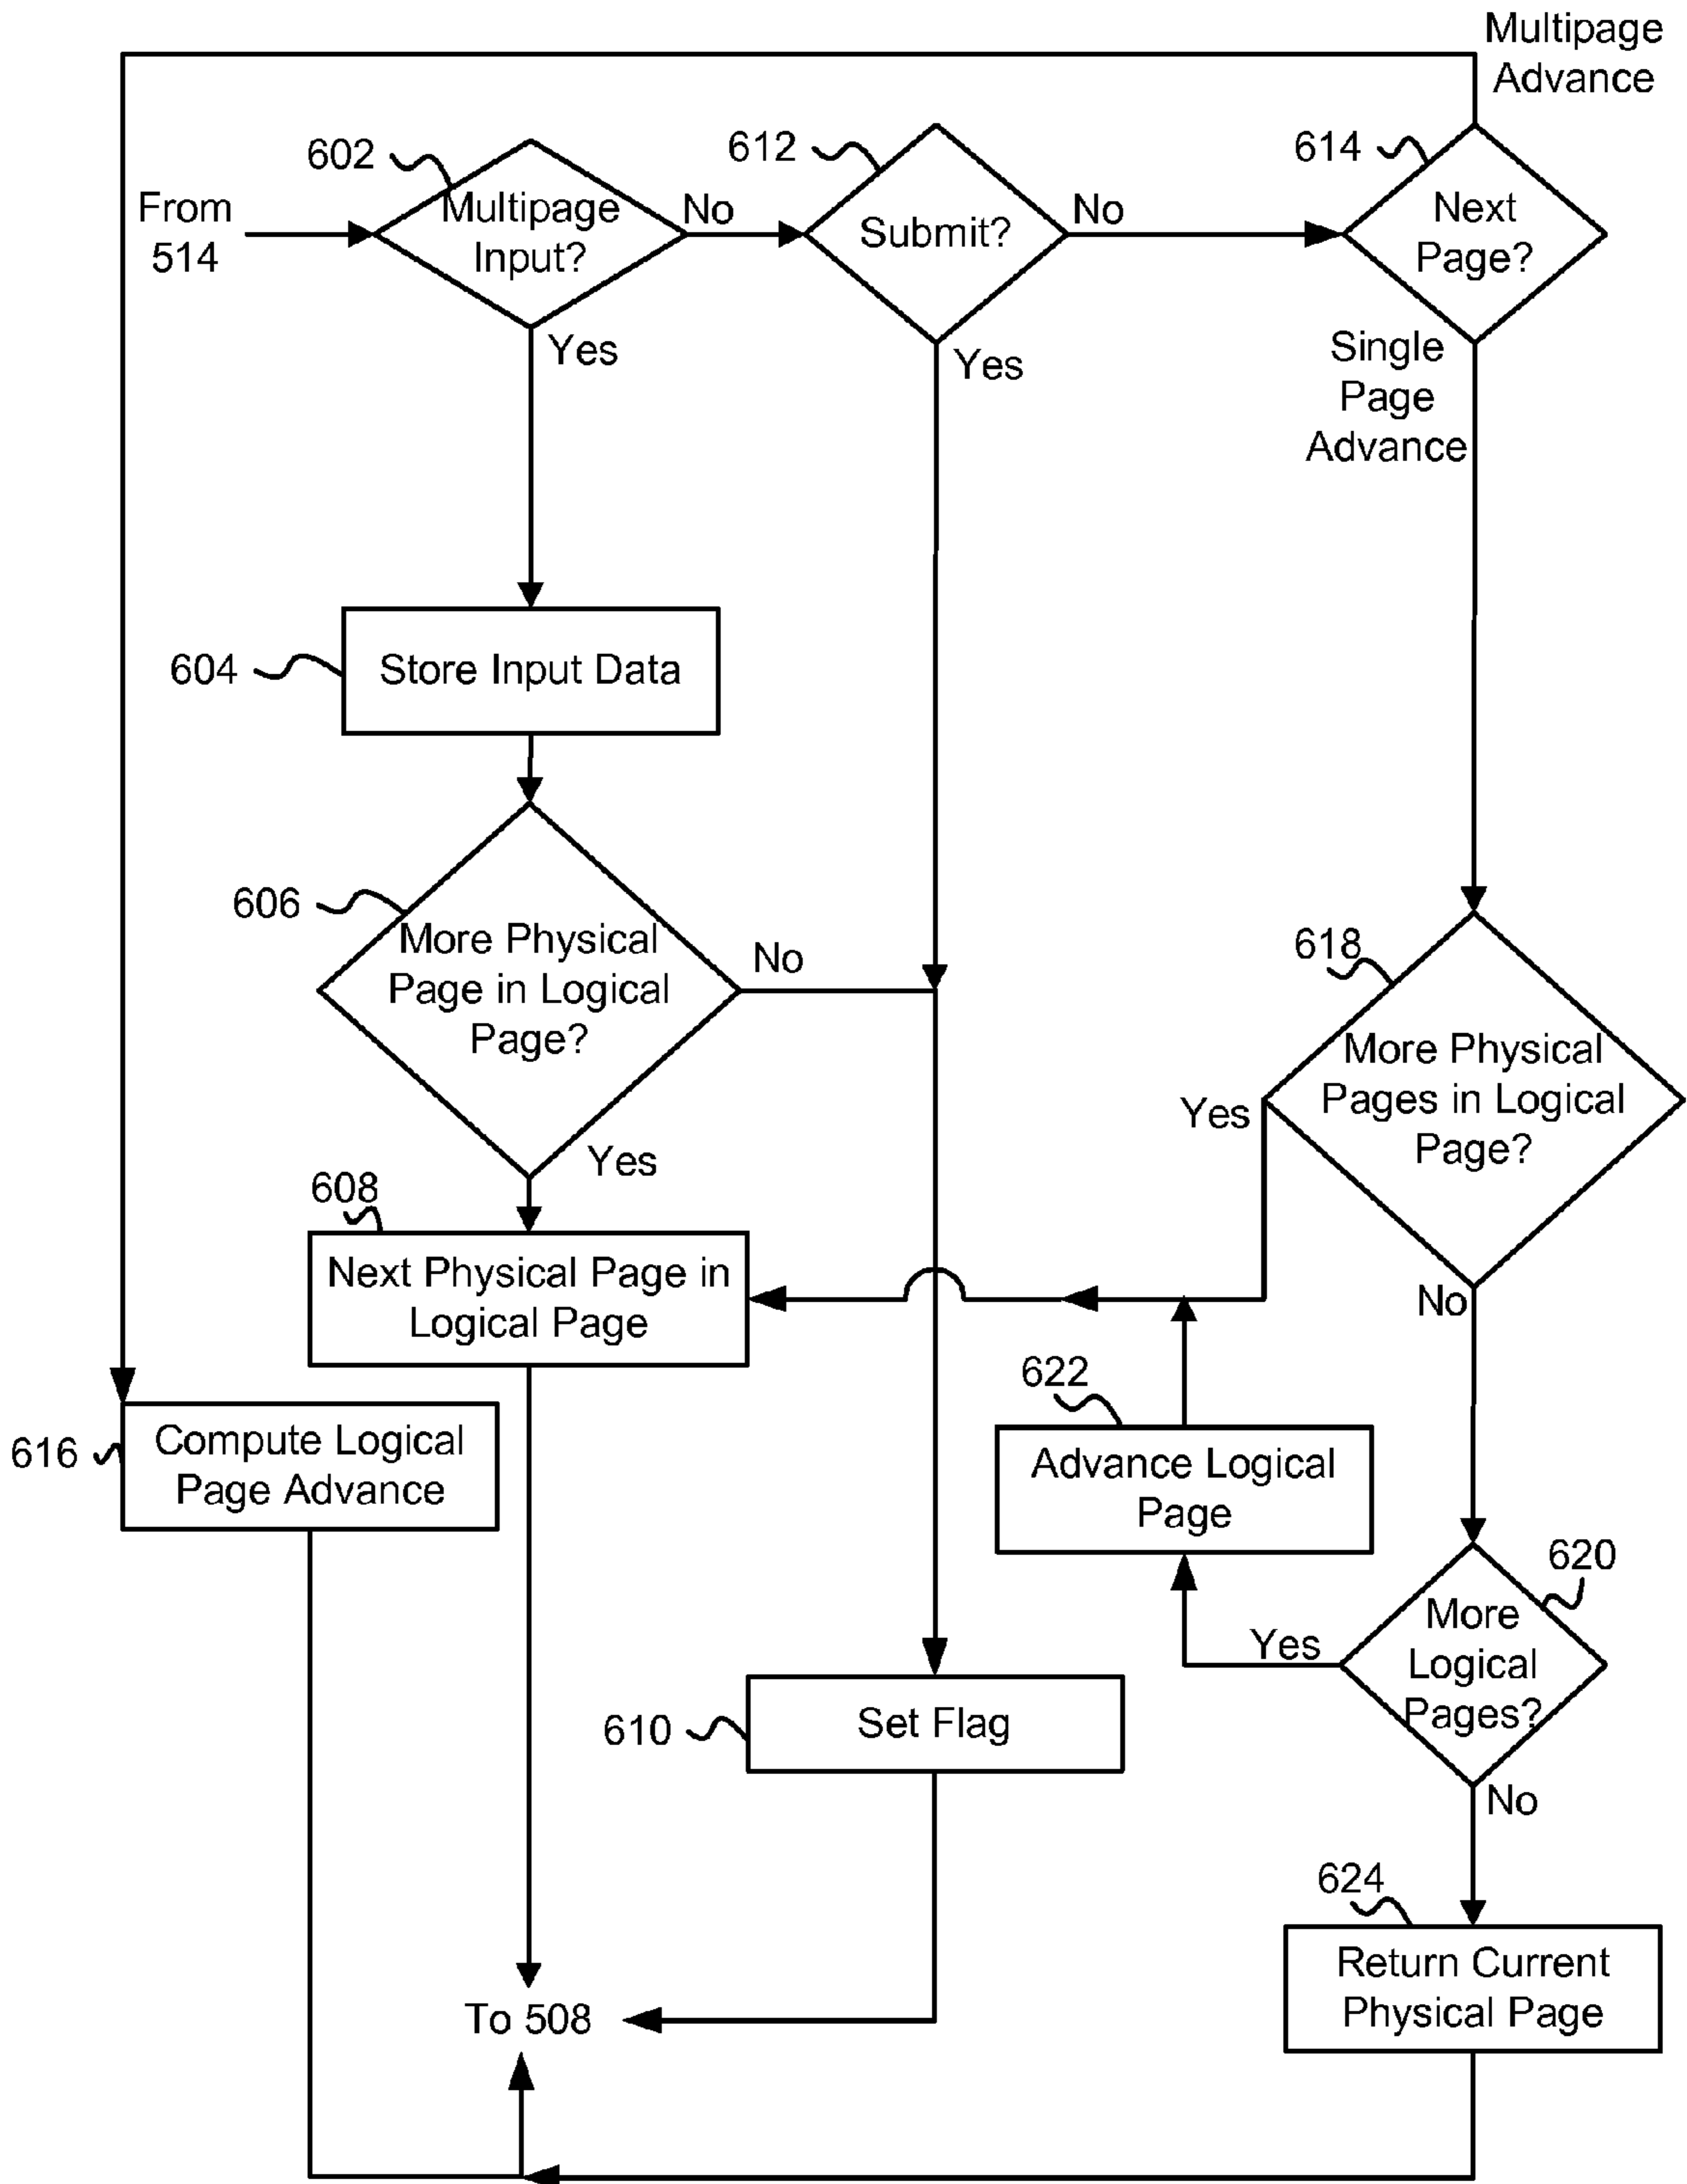 Multipage
Advance
602
612
614
From
514
Multipage
Input?
No
Submit?
No
Next
Page?
Yes
Yes
Single
Page
Advance
604
Store Input Data
606
More Physical
Page in Logical
Page?
No
618
More Physical
Pages in Logical
Page?
Yes
Yes
No
608
Next Physical Page in
Logical Page
616
Compute Logical
Page Advance
622
Advance Logical
Page
620
More
Logical
Pages?
Yes
No
610
Set Flag
624
Return Current
Physical Page
To 508